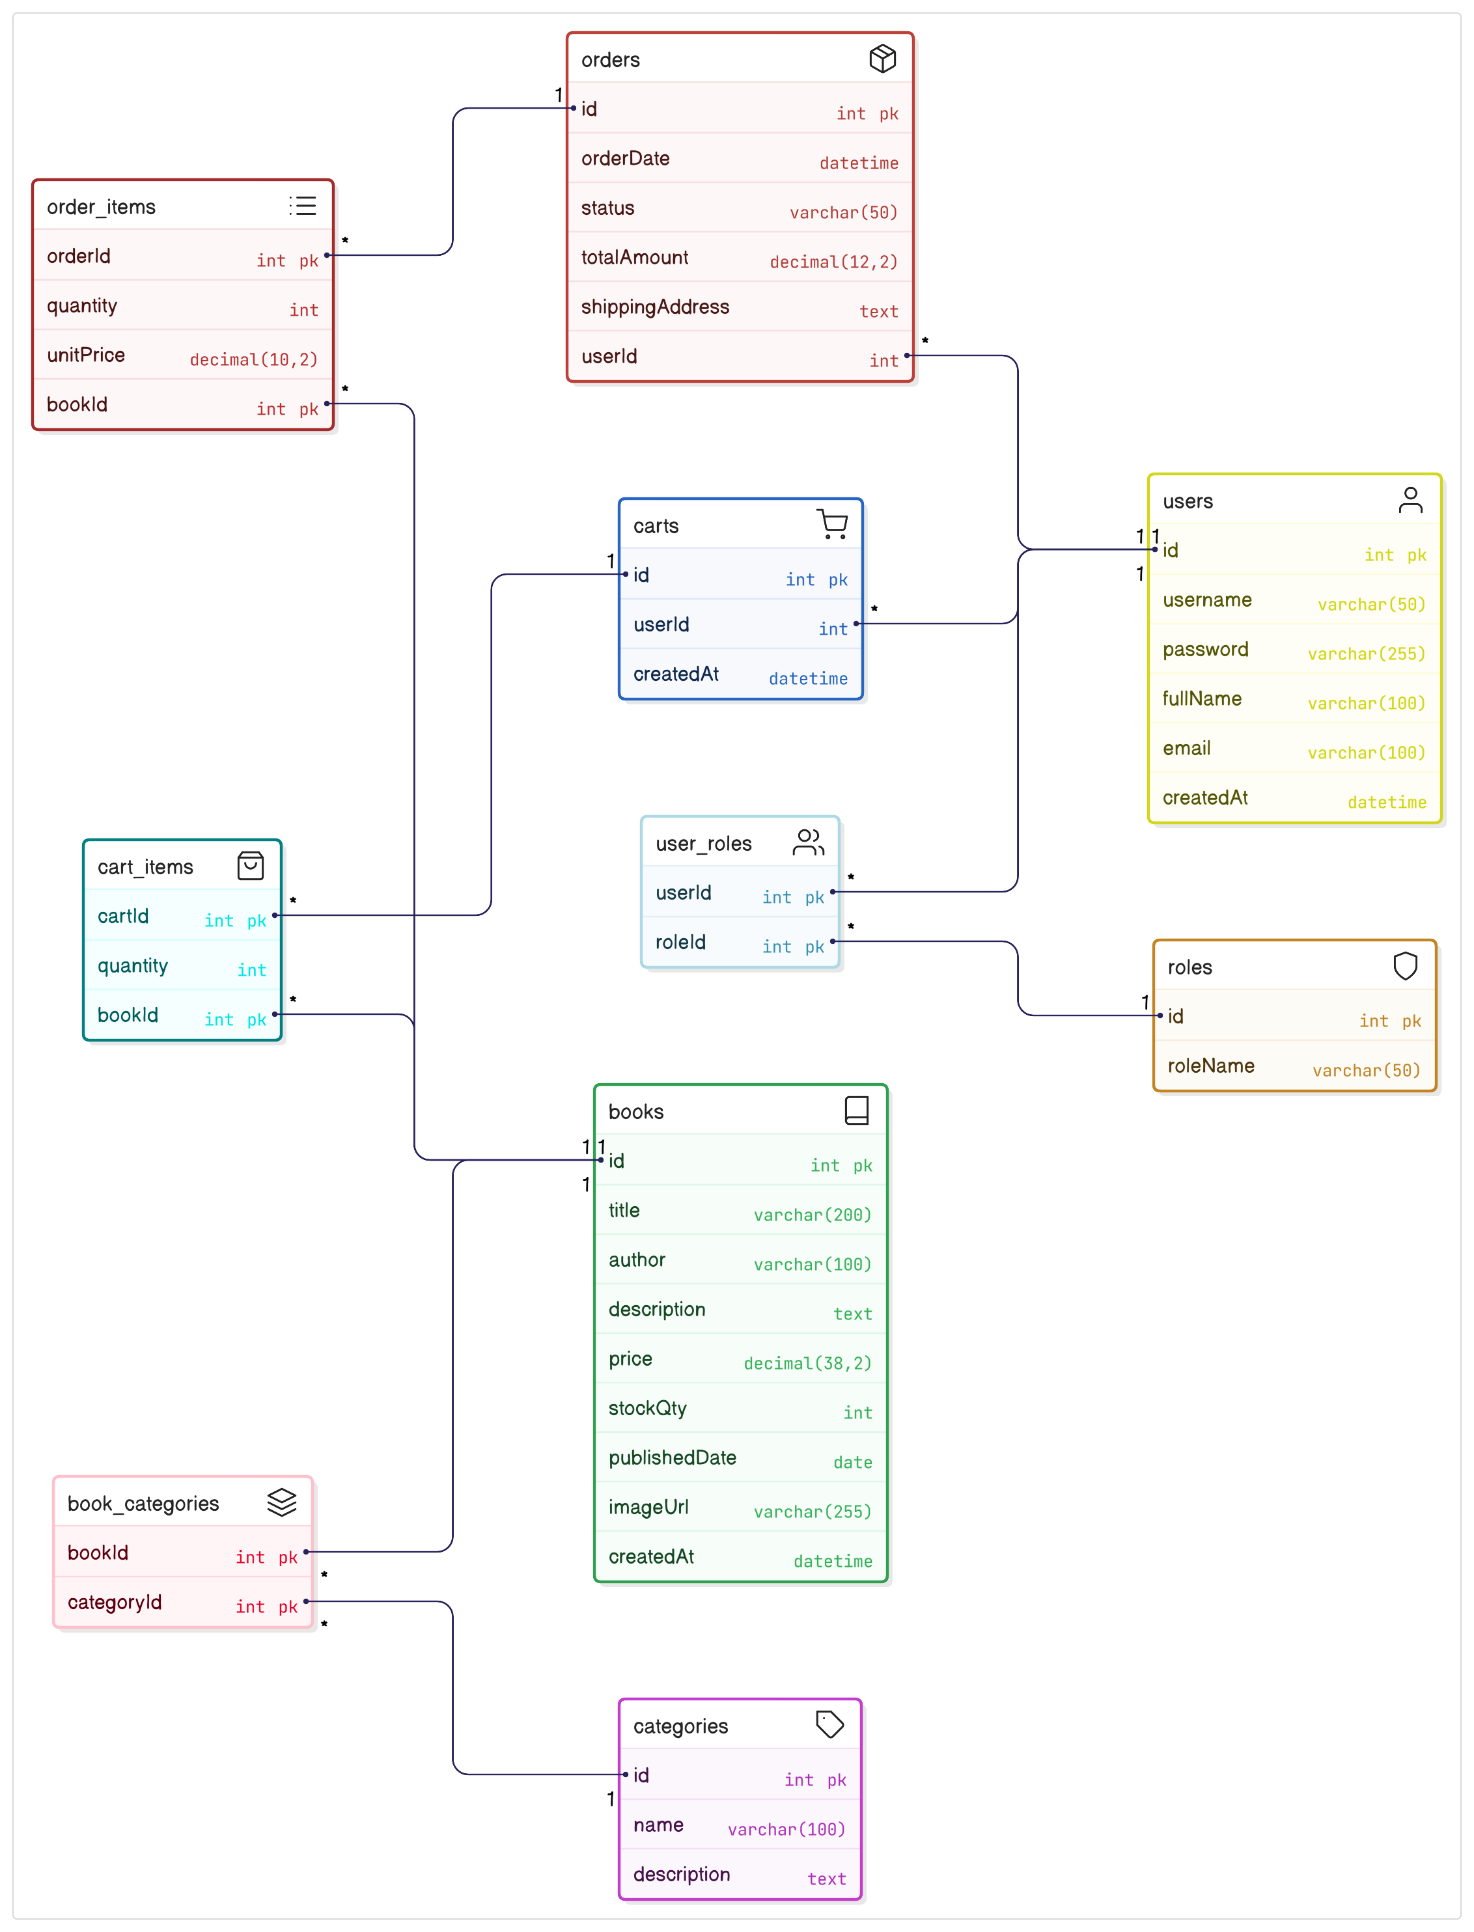 orders
1
id int pk
orderDate datetime
status varchar(50)
totalAmount decimal(12,2)
shippingAddress text
userId int
*
order_items
*
orderId int pk
quantity int
unitPrice decimal(10,2)
*
bookId int pk
carts
1
id int pk
*
userId int
createdAt datetime
users
1 1
id int pk
1
username varchar(50)
password varchar(255)
fullName varchar(100)
email varchar(100)
createdAt datetime
cart_items
*
cartId int pk
quantity int
*
bookId int pk
user_roles
*
userId int pk
*
roleId int pk
roles
1
id int pk
roleName varchar(50)
books
1 1
id int pk
1
title varchar(200)
author varchar(100)
description text
price decimal(38,2)
stockQty int
publishedDate date
imageUrl varchar(255)
createdAt datetime
book_categories
bookId int pk
*
categoryId int pk
*
categories
id int pk
1
name varchar(100)
description text